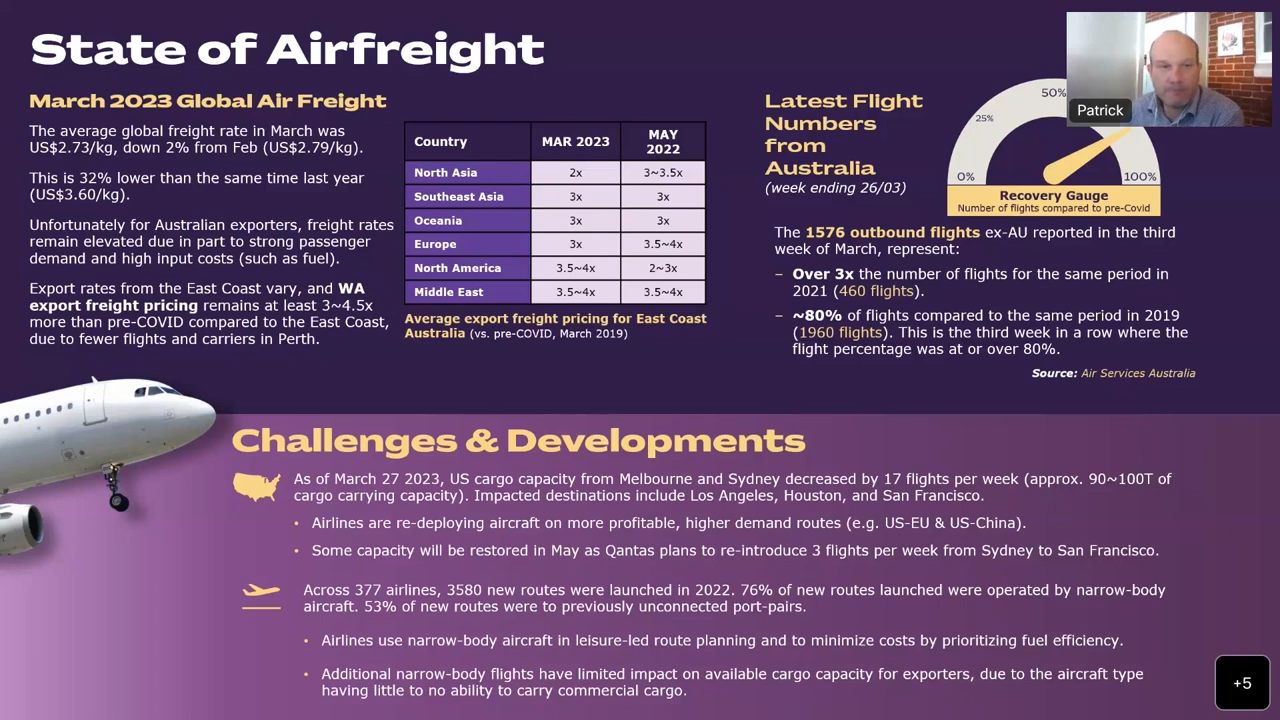 State of Airfreight
March 2023 Global Air Freight
The average global freight rate in March was
US$2.73/kg, down 2% from Feb (US$2.79/kg).
This is 32% lower than the same time last year
(US$3.60/kg).
Unfortunately for Australian exporters, freight rates
remain elevated due in part to strong passenger
demand and high input costs (such as fuel).
Export rates from the East Coast vary, and WA
export freight pricing remains at least 3~4.5x
more than pre-COVID compared to the East Coast,
due to fewer flights and carriers in Perth.
Country MAR 2023 MAY 2022
North Asia 2x 3~3.5x
Southeast Asia 3x 3x
Oceania 3x 3x
Europe 3x 3.5~4x
North America 3.5~4x 2~3x
Middle East 3.5~4x 3.5~4x
Average export freight pricing for East Coast
Australia (vs. pre-COVID, March 2019)
Latest Flight
Numbers
from
Australia
(week ending 26/03)
0% 25% 50% 100%
Recovery Gauge
Number of flights compared to pre-Covid
Patrick
The 1576 outbound flights ex-AU reported in the third
week of March, represent:
– Over 3x the number of flights for the same period in
2021 (460 flights).
– ~80% of flights compared to the same period in 2019
(1960 flights). This is the third week in a row where the
flight percentage was at or over 80%.
Source: Air Services Australia
Challenges & Developments
As of March 27 2023, US cargo capacity from Melbourne and Sydney decreased by 17 flights per week (approx. 90~100T of
cargo carrying capacity). Impacted destinations include Los Angeles, Houston, and San Francisco.
• Airlines are re-deploying aircraft on more profitable, higher demand routes (e.g. US-EU & US-China).
• Some capacity will be restored in May as Qantas plans to re-introduce 3 flights per week from Sydney to San Francisco.
Across 377 airlines, 3580 new routes were launched in 2022. 76% of new routes launched were operated by narrow-body
aircraft. 53% of new routes were to previously unconnected port-pairs.
• Airlines use narrow-body aircraft in leisure-led route planning and to minimize costs by prioritizing fuel efficiency.
• Additional narrow-body flights have limited impact on available cargo capacity for exporters, due to the aircraft type
having little to no ability to carry commercial cargo.
+5